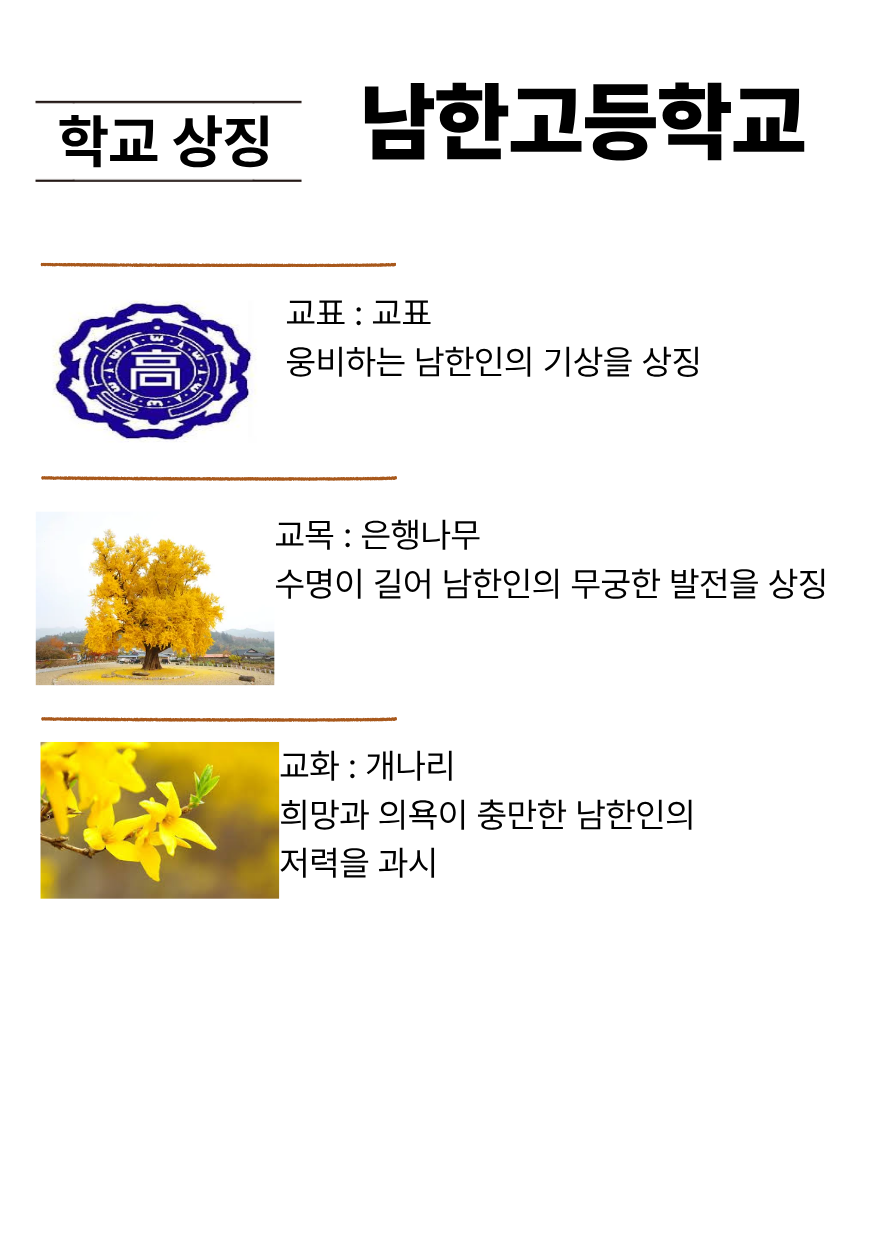 학교 상징
남한고등학교
교표 : 교표
웅비하는 남한인의 기상을 상징
高
교목 : 은행나무
수명이 길어 남한인의 무궁한 발전을 상징
교화 : 개나리
희망과 의욕이 충만한 남한인의
저력을 과시